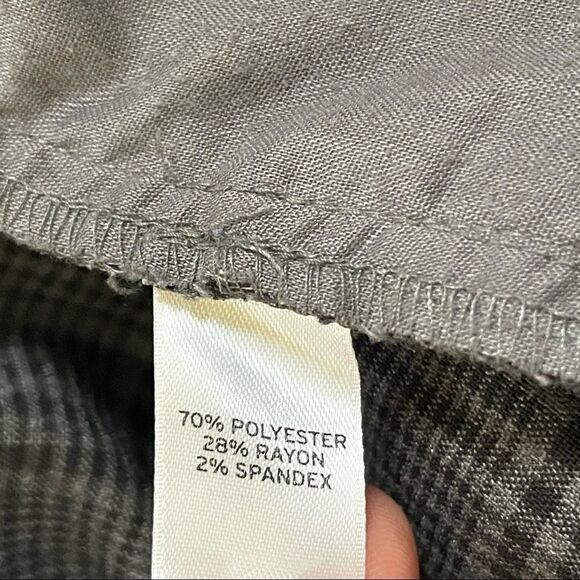 70% POLYESTER
28% RAYON
2% SPANDEX